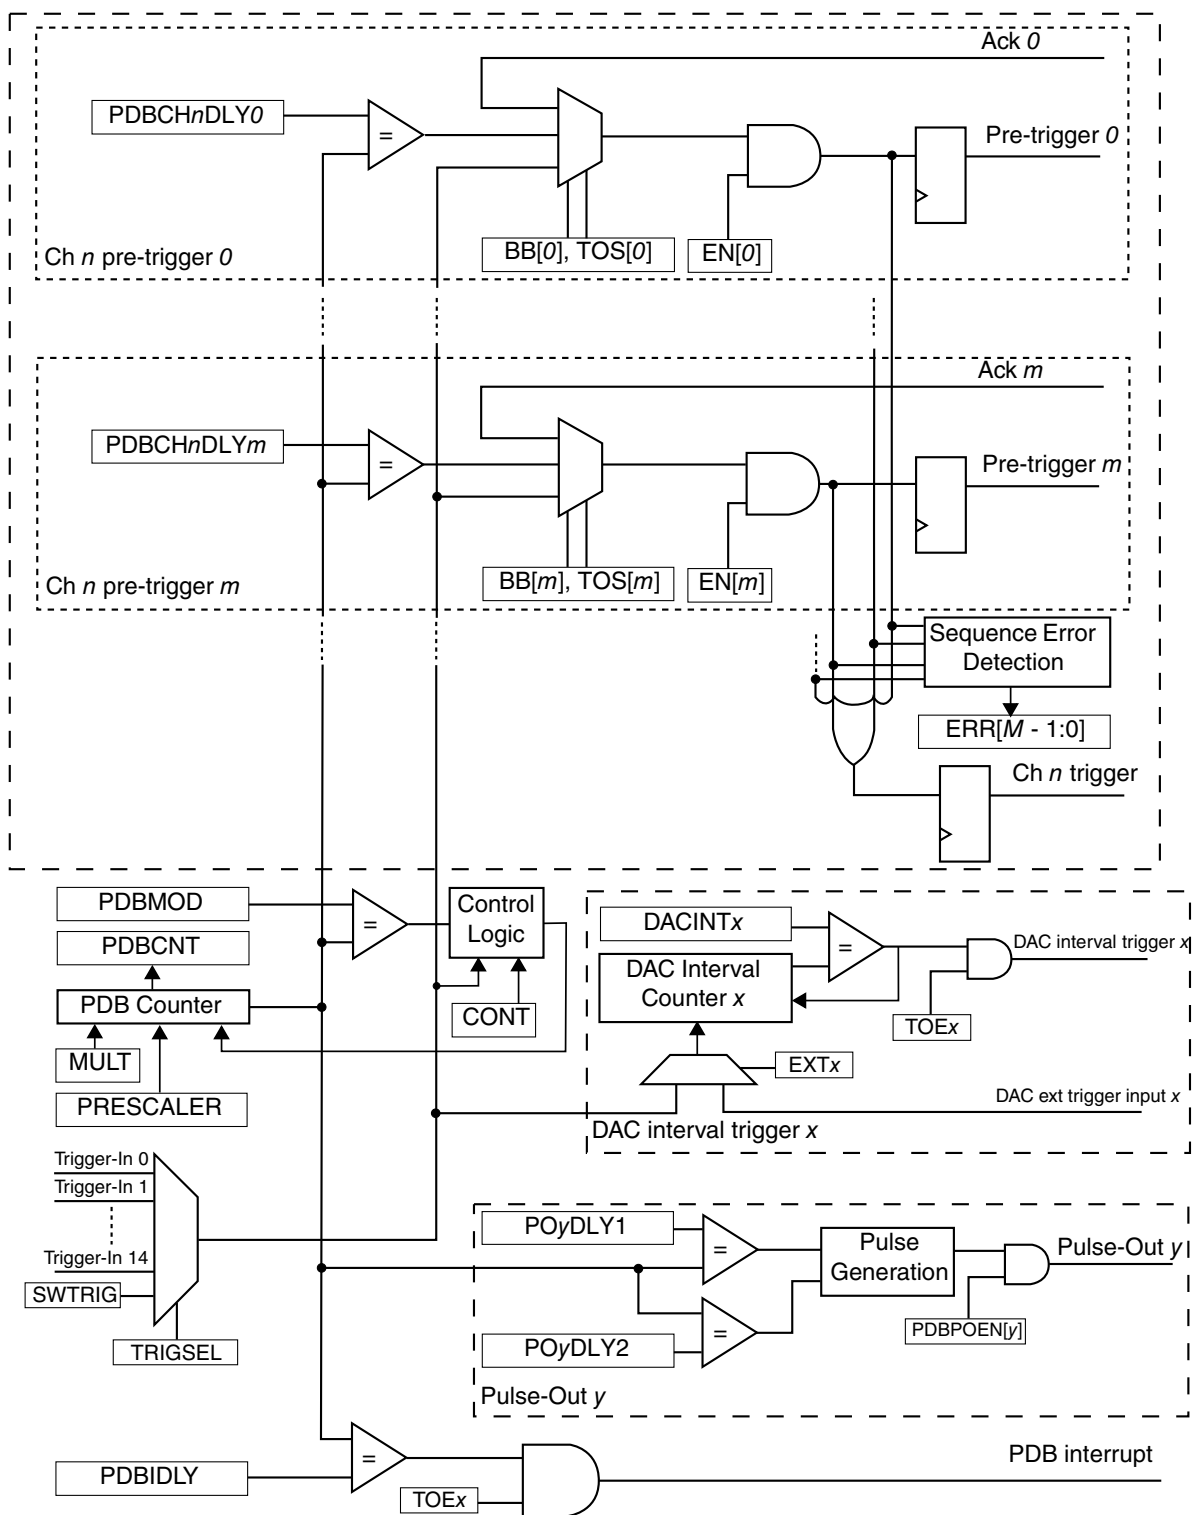 Ack 0
PDBCHnDLY0
=
Pre-trigger 0
BB[0], TOS[0]
EN[0]
Ch n pre-trigger 0
Ack m
PDBCHnDLYm
=
Pre-trigger m
BB[m], TOS[m]
EN[m]
Ch n pre-trigger m
Sequence Error
Detection
ERR[M - 1:0]
Ch n trigger
PDBMOD
=
Control
Logic
PDBCNT
PDB Counter
CONT
MULT
PRESCALER
DACINTx
=
DAC interval trigger x
DAC Interval
Counter x
TOEx
EXTx
DAC ext trigger input x
DAC interval trigger x
Trigger-In 0
Trigger-In 1
Trigger-In 14
SWTRIG
TRIGSEL
POyDLY1
=
Pulse
Generation
Pulse-Out y
=
PDBPOEN[y]
POyDLY2
Pulse-Out y
=
PDB interrupt
PDBIDLY
TOEx